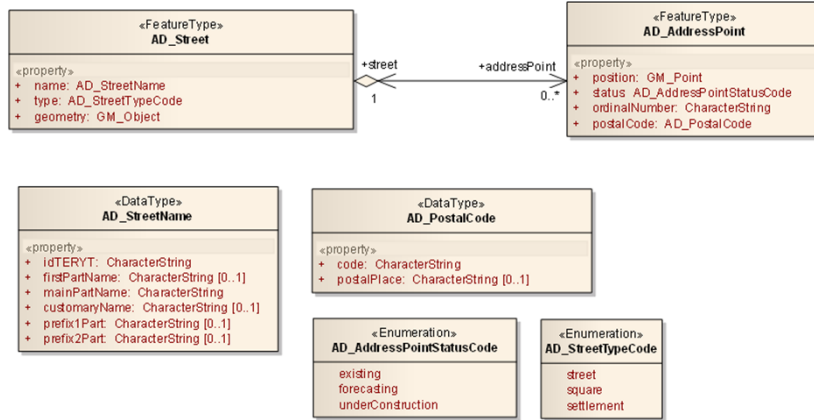 «FeatureType»
AD_Street
«property»
+ name: AD_StreetName
+ type: AD_StreetTypeCode
+ geometry: GM_Object
+street
1
+addressPoint
0..*
«FeatureType»
AD_AddressPoint
«property»
+ position: GM_Point
+ status: AD_AddressPointStatusCode
+ ordinalNumber: CharacterString
+ postalCode: AD_PostalCode
«DataType»
AD_StreetName
«property»
+ idTERYT: CharacterString
+ firstPartName: CharacterString [0..1]
+ mainPartName: CharacterString
+ customaryName: CharacterString [0..1]
+ prefix1Part: CharacterString [0..1]
+ prefix2Part: CharacterString [0..1]
«DataType»
AD_PostalCode
«property»
+ code: CharacterString
+ postalPlace: CharacterString [0..1]
«Enumeration»
AD_AddressPointStatusCode
existing
forecasting
underConstruction
«Enumeration»
AD_StreetTypeCode
street
square
settlement